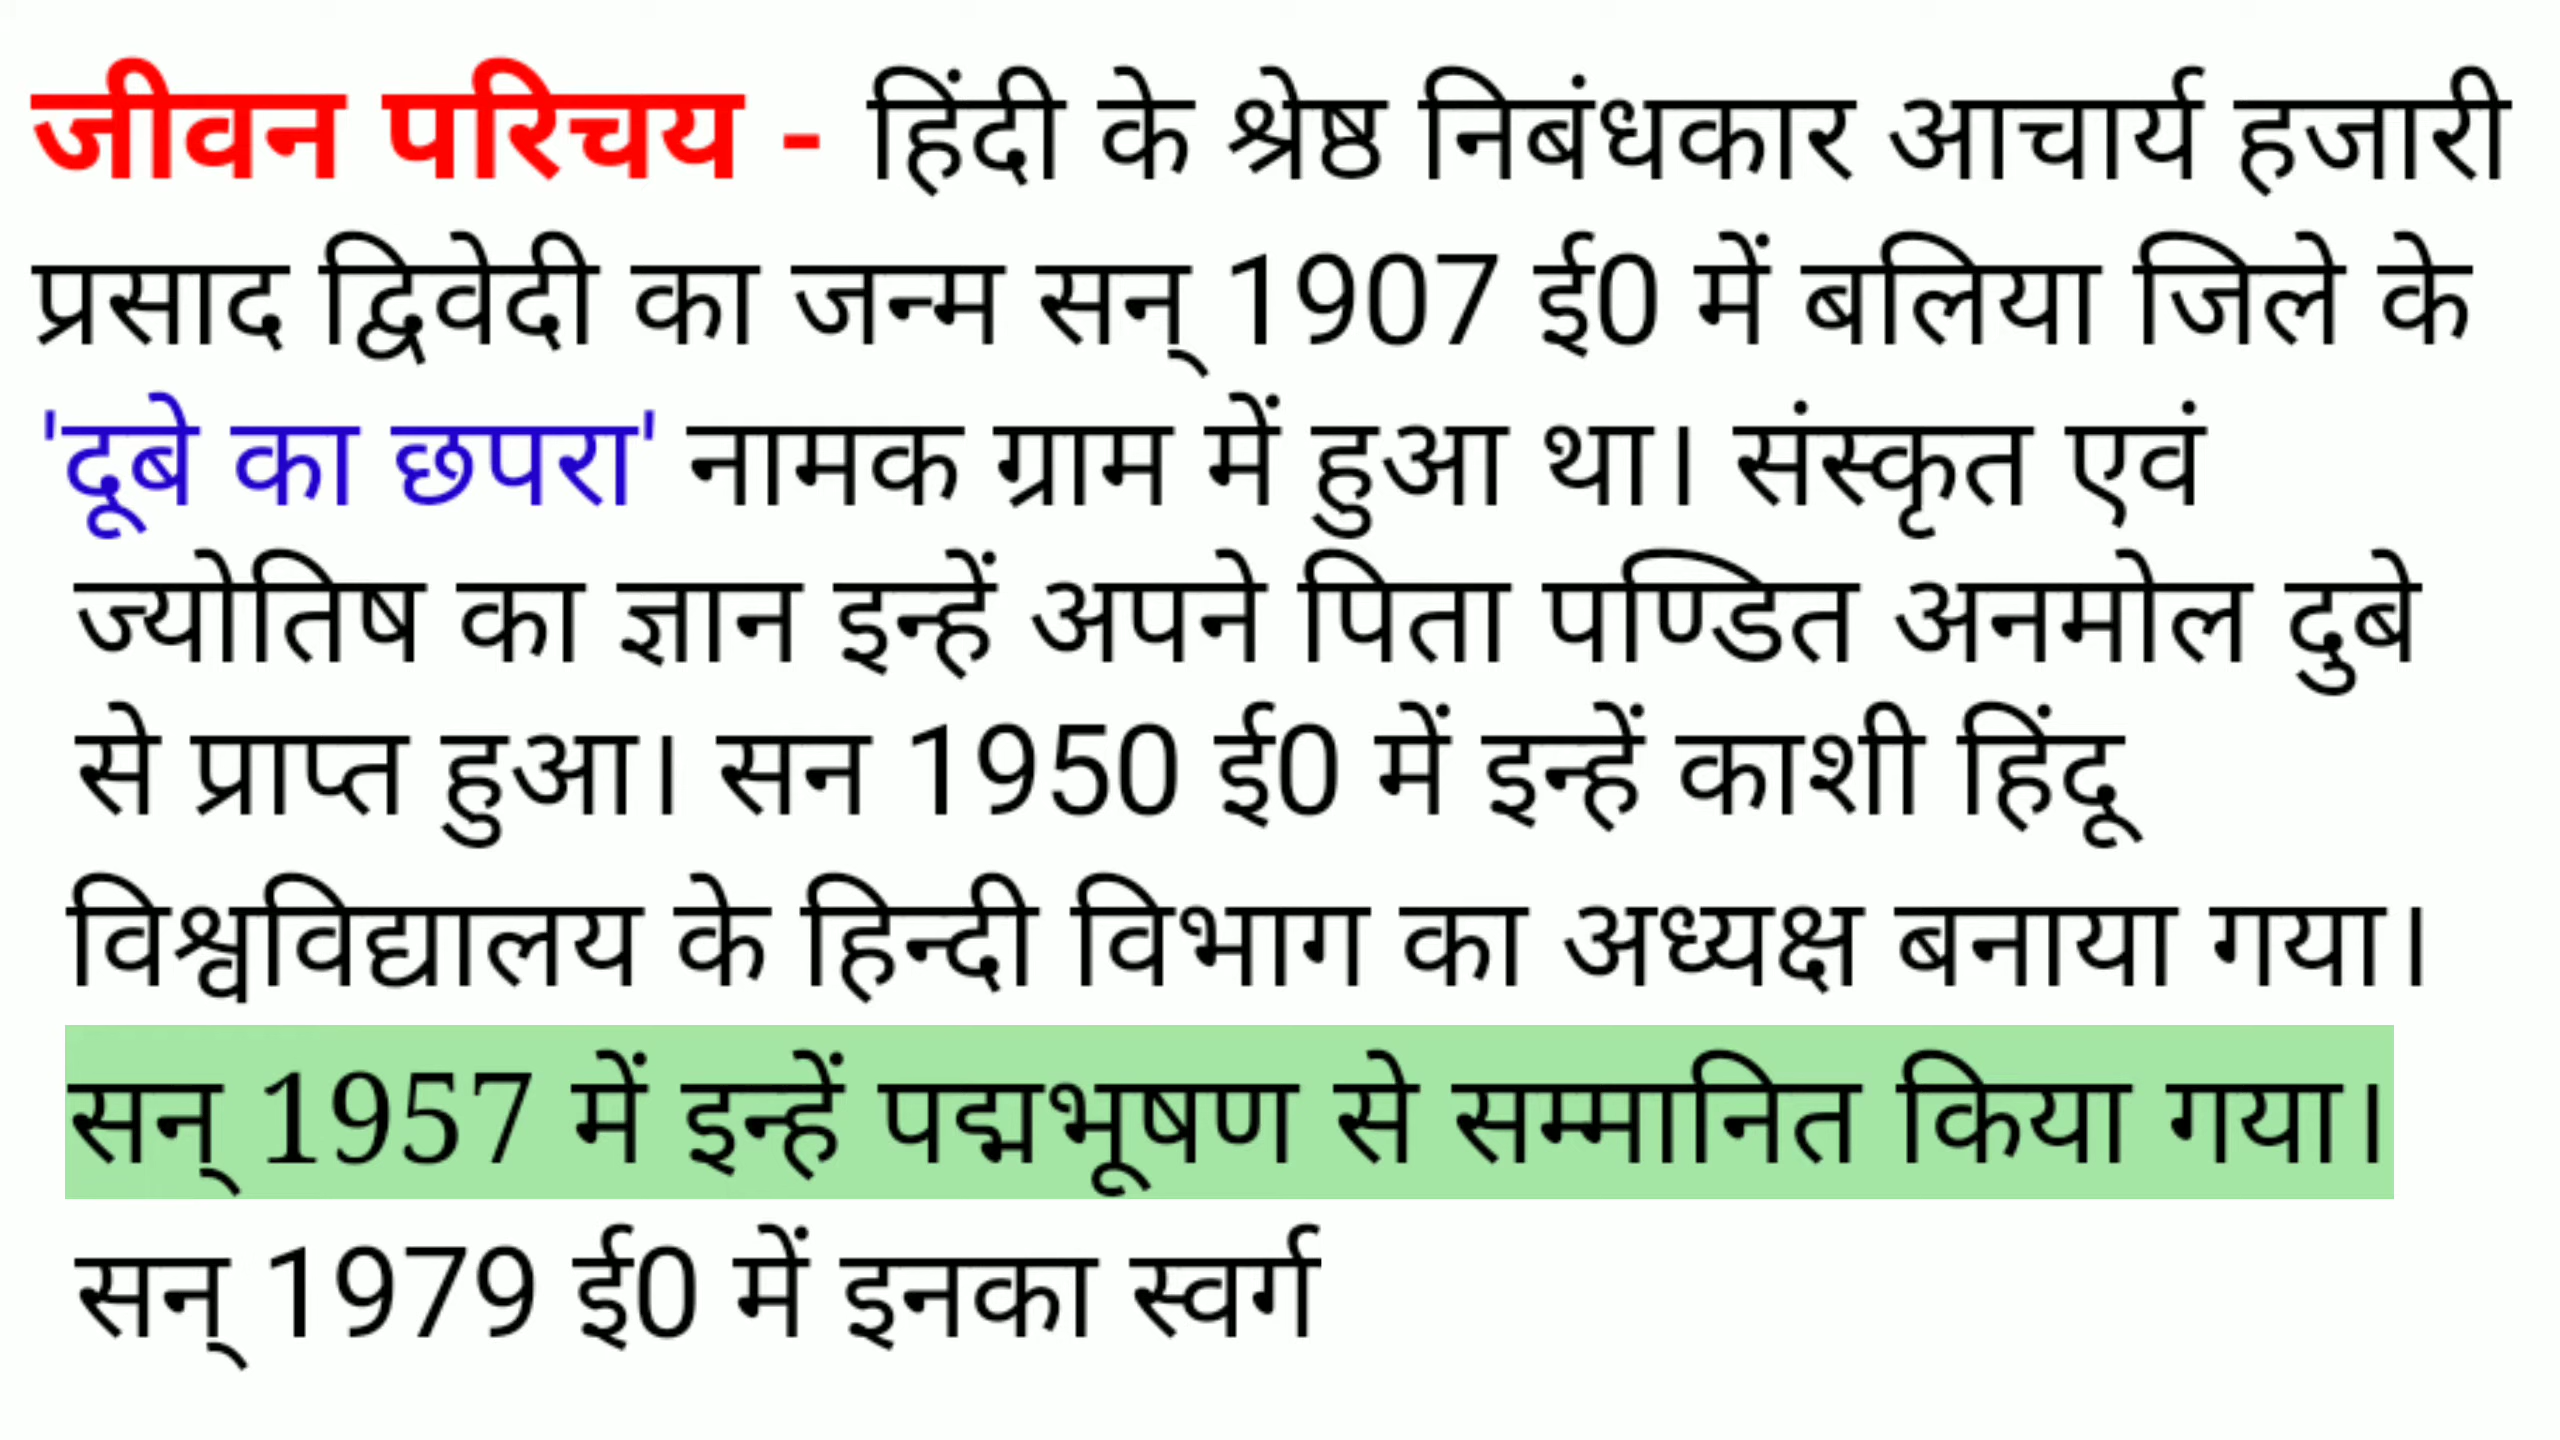 जीवन परिचय - हिंदी के श्रेष्ठ निबंधकार आचार्य हजारी
प्रसाद द्विवेदी का जन्म सन् 1907 ई0 में बलिया जिले के
'दूबे का छपरा' नामक ग्राम में हुआ था। संस्कृत एवं
ज्योतिष का ज्ञान इन्हें अपने पिता पण्डित अनमोल दुबे
से प्राप्त हुआ। सन 1950 ई0 में इन्हें काशी हिंदू
विश्वविद्यालय के हिन्दी विभाग का अध्यक्ष बनाया गया।
सन् 1957 में इन्हें पद्मभूषण से सम्मानित किया गया।
सन् 1979 ई0 में इनका स्वर्ग